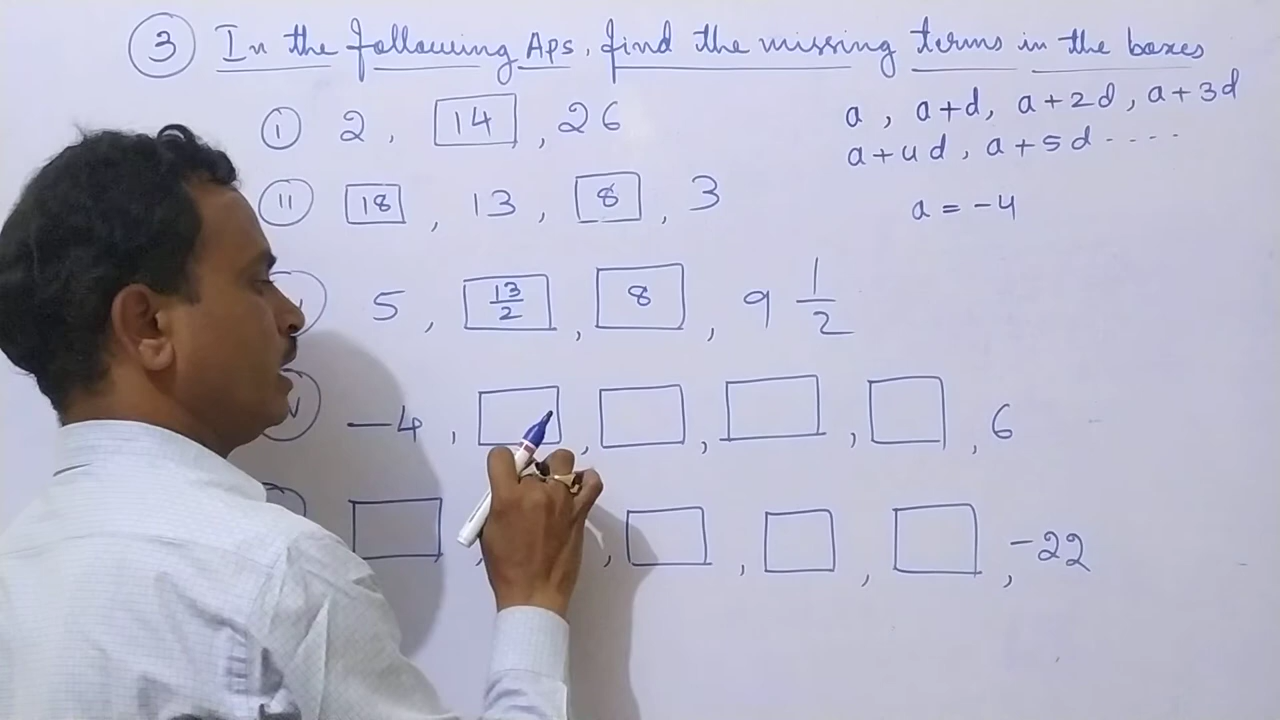 3 In the following Aps, find the missing terms in the boxes
a, a+d, a+2d, a+3d
i 2, 14, 26
a+4d, a+5d ....
ii 18, 13, 8, 3
a = -4
5, 13/2, 8, 9 1/2
-4, , , , , 6
, , , , -22